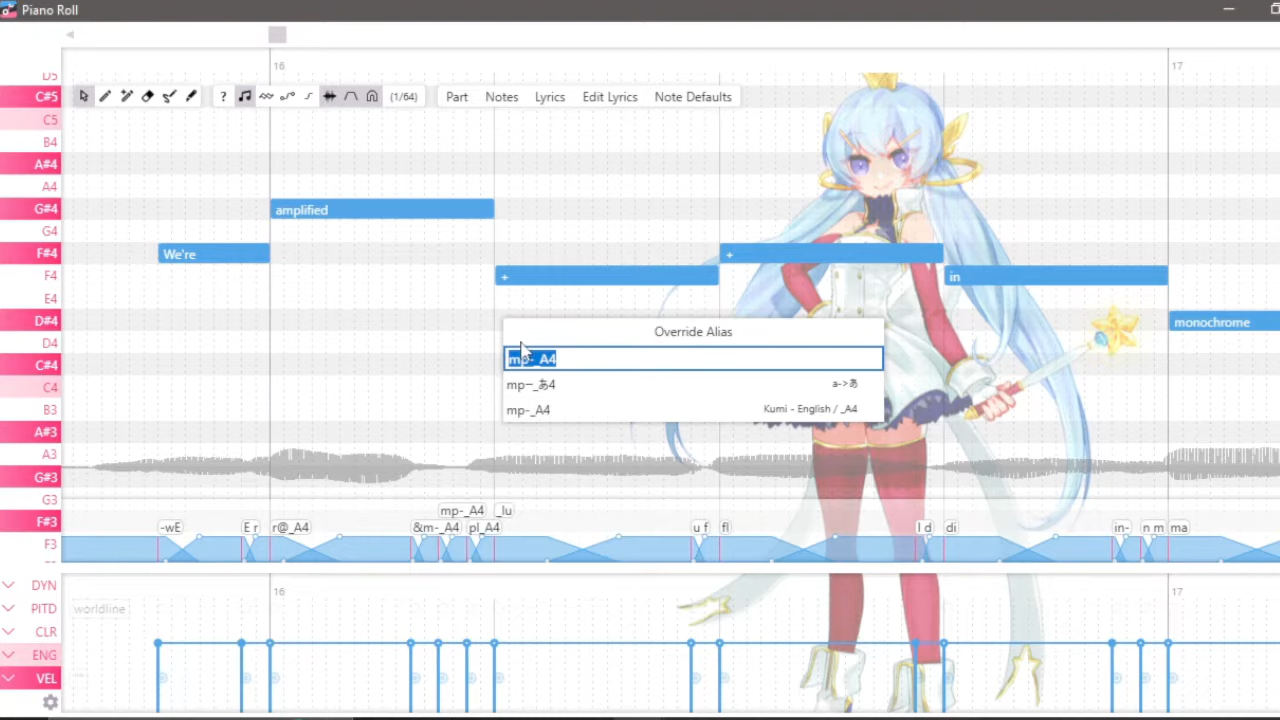 Piano Roll
16
17
D5
C#5
? (1/64) Part Notes Lyrics Edit Lyrics Note Defaults
C5
B4
A#4
A4
G#4
amplified
G4
F#4
We're
+
F4
+
in
E4
D#4
monochrome
D4
Override Alias
C#4
mp-_A4
C4
mp-_あ4
a->あ
B3
mp-_A4
Kumi - English / _A4
A#3
A3
G#3
G3
mp-_A4 _lu
F#3
-wE E r r@_A4 &m-_A4 pl_A4 u f fI I d di in- n m ma
F3
DYN
16
17
PITD
worldline
CLR
ENG
VEL